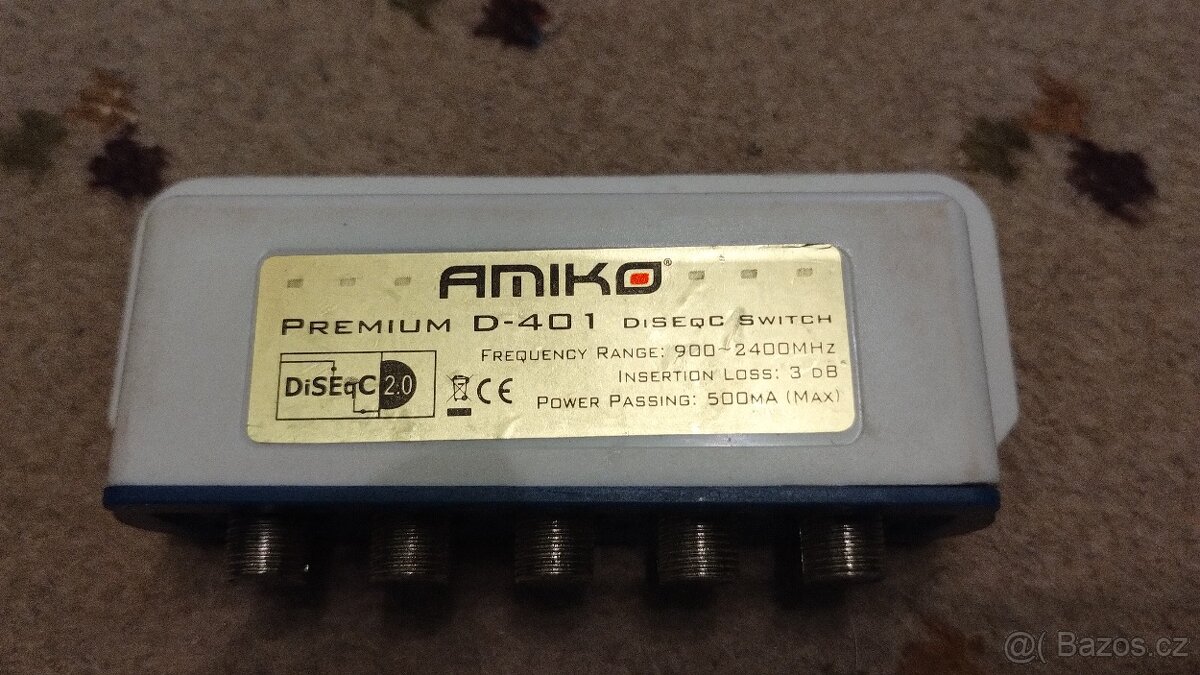 AMIKO®
PREMIUM D-401 DiSEqC SWITCH
FREQUENCY RANGE: 900~2400MHz
INSERTION LOSS: 3 dB
POWER PASSING: 500mA (MAX)
DiSEqC 2.0
CE
@( Bazos.cz